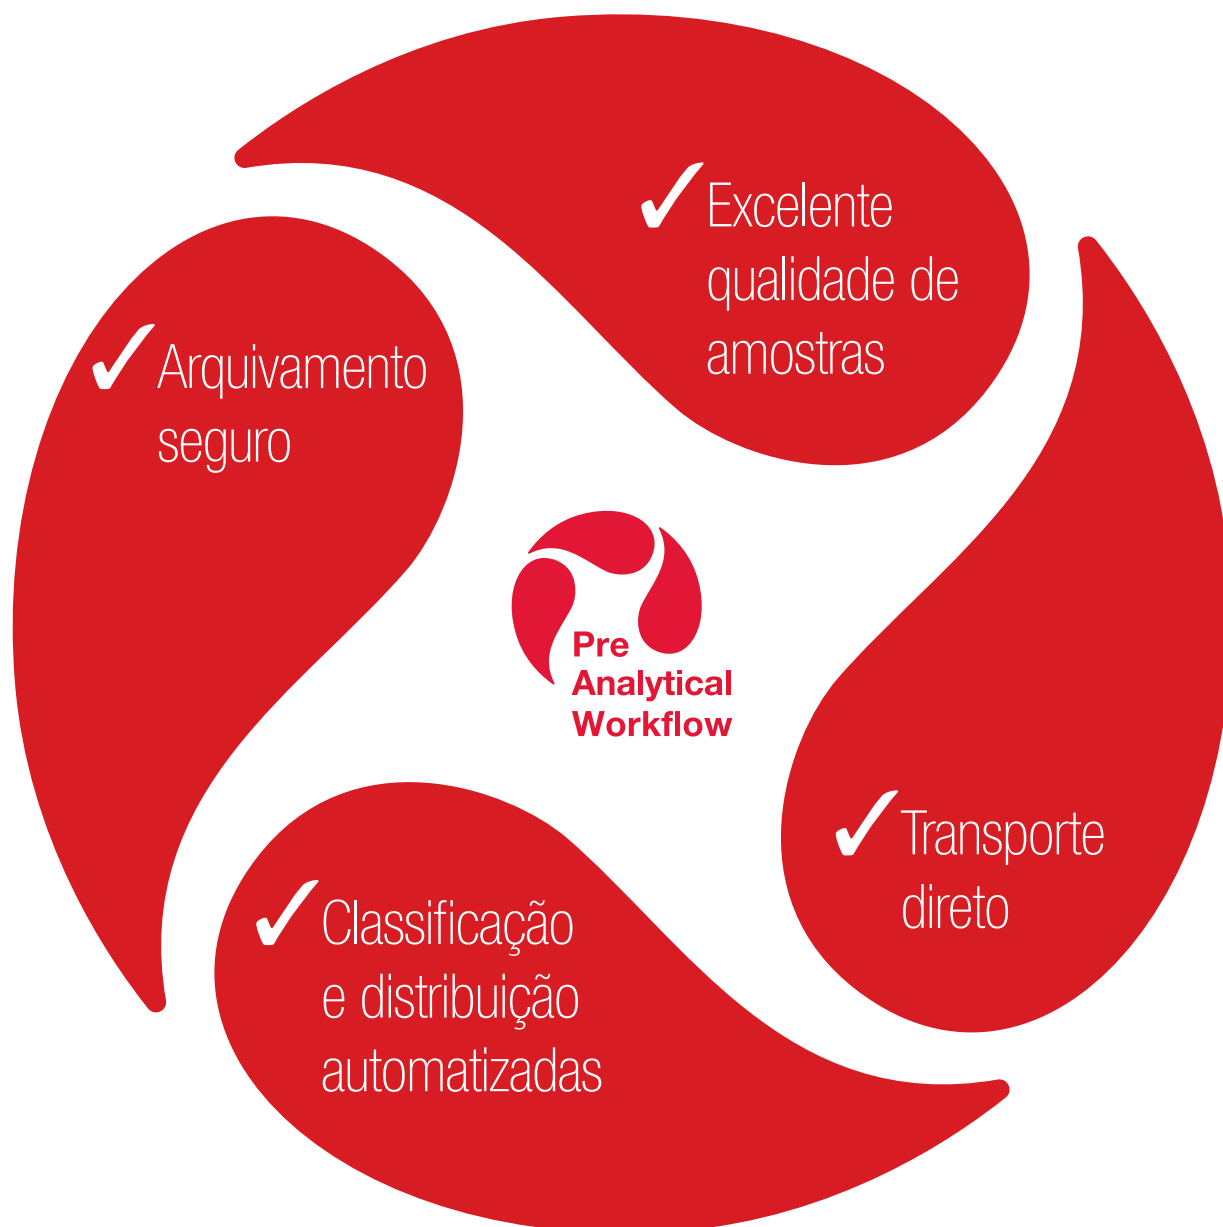 Excelente
qualidade de
amostras
Arquivamento
seguro
Pre
Analytical
Workflow
Transporte
direto
Classificação
e distribuição
automatizadas